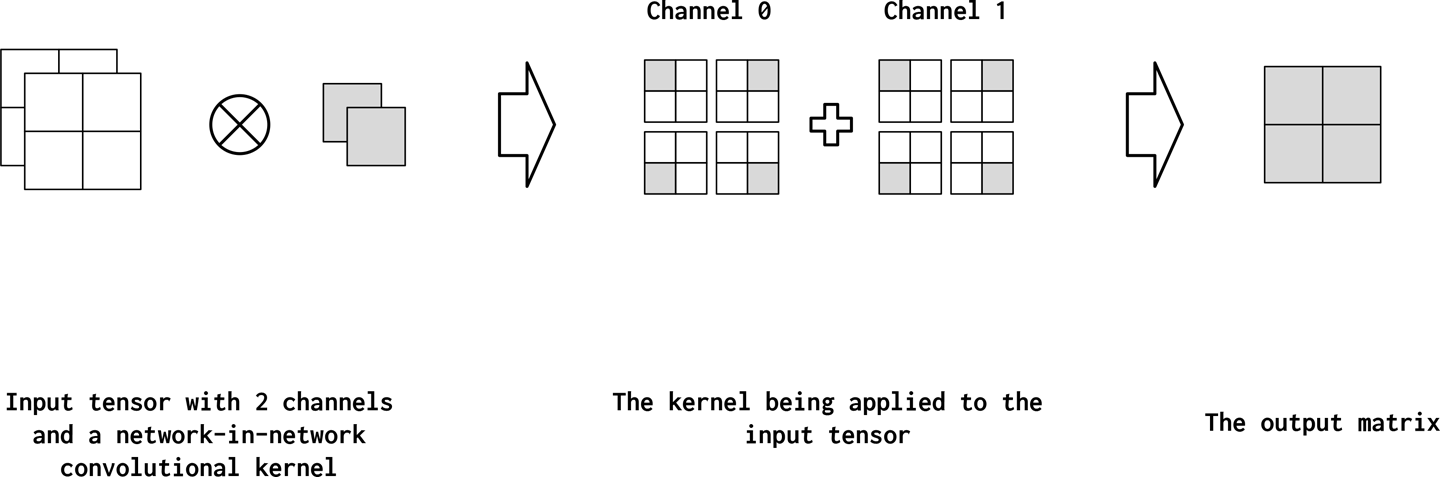 Channel 0
Channel 1
Input tensor with 2 channels
and a network-in-network
convolutional kernel
The kernel being applied to the
input tensor
The output matrix